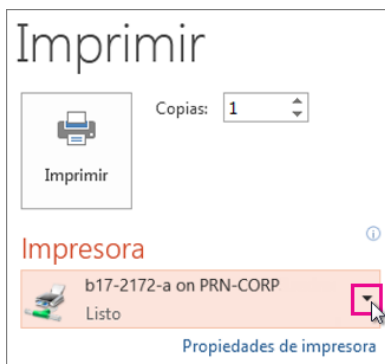 Imprimir
Copias: 1
Imprimir
Impresora
b17-2172-a on PRN-CORP
Listo
Propiedades de impresora